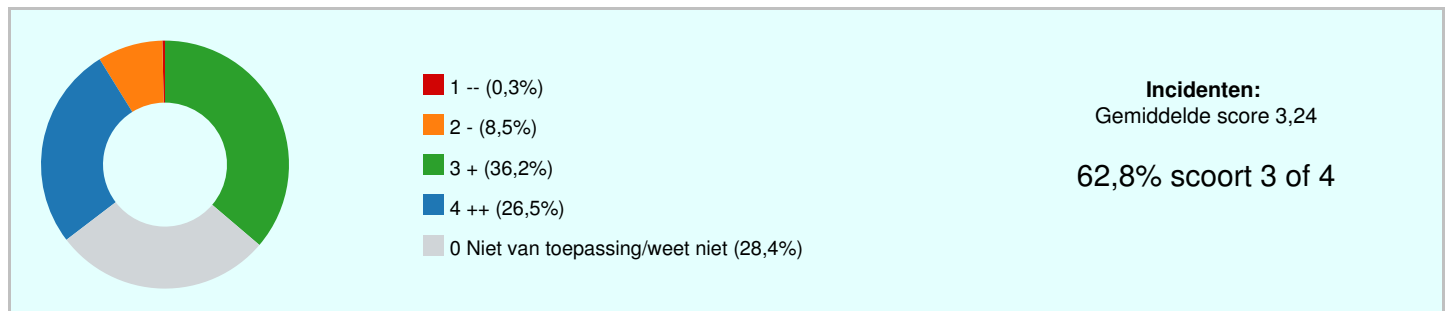 1 -- (0,3%)
2 - (8,5%)
3 + (36,2%)
4 ++ (26,5%)
0 Niet van toepassing/weet niet (28,4%)
Incidenten:
Gemiddelde score 3,24
62,8% scoort 3 of 4